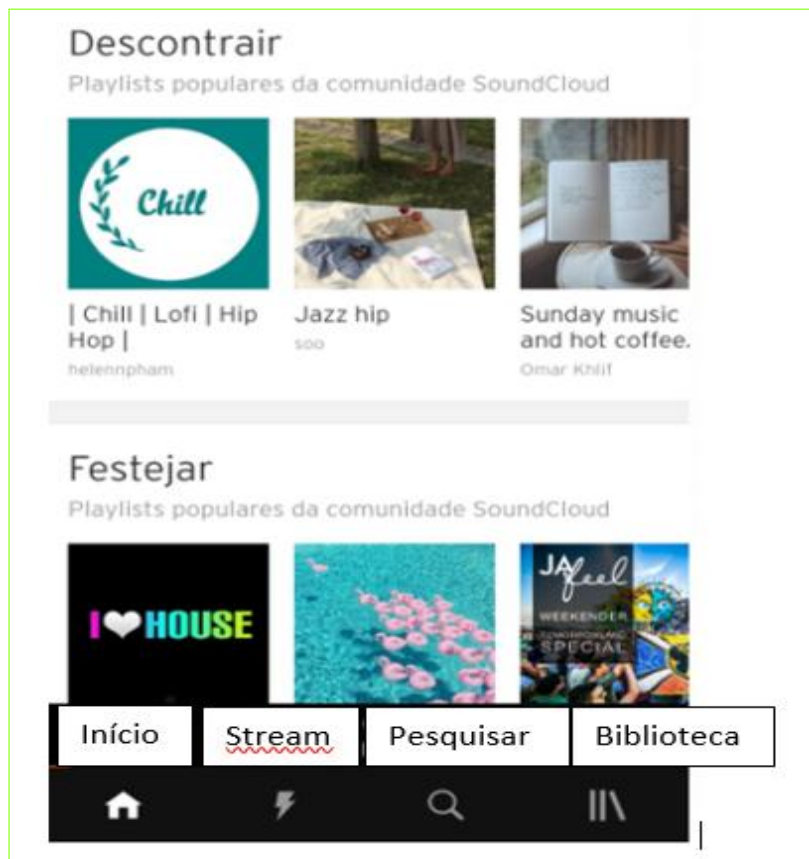 Descontrair
Playlists populares da comunidade SoundCloud
Chill
| Chill | Lofi | Hip Hop |
helennpham
Jazz hip
soo
Sunday music and hot coffee.
Omar Khlif
Festejar
Playlists populares da comunidade SoundCloud
I HOUSE
JA feel
WEEKENDER
TOMORROWLAND
SPECIAL
Início
Stream
Pesquisar
Biblioteca